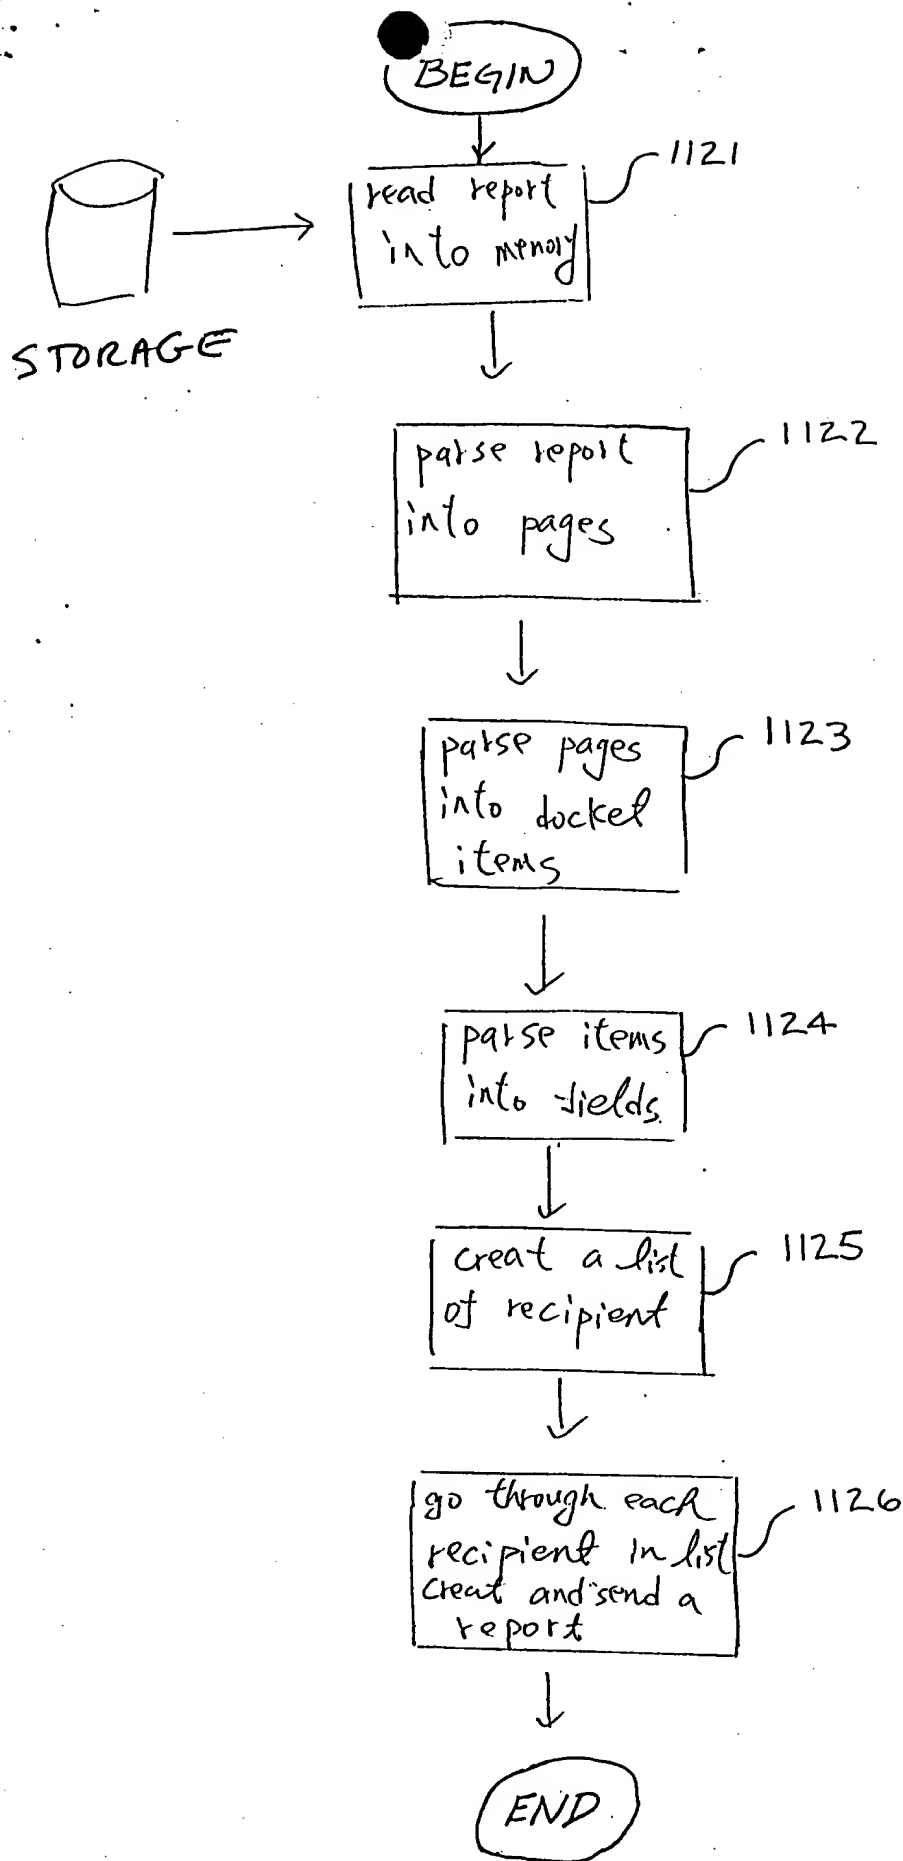 BEGIN
1121
read report
into memory
STORAGE
1122
parse report
into pages
1123
parse pages
into docket
items
1124
parse items
into fields.
1125
creat a list
of recipient
1126
go through each
recipient in list
creat and send a
report
END